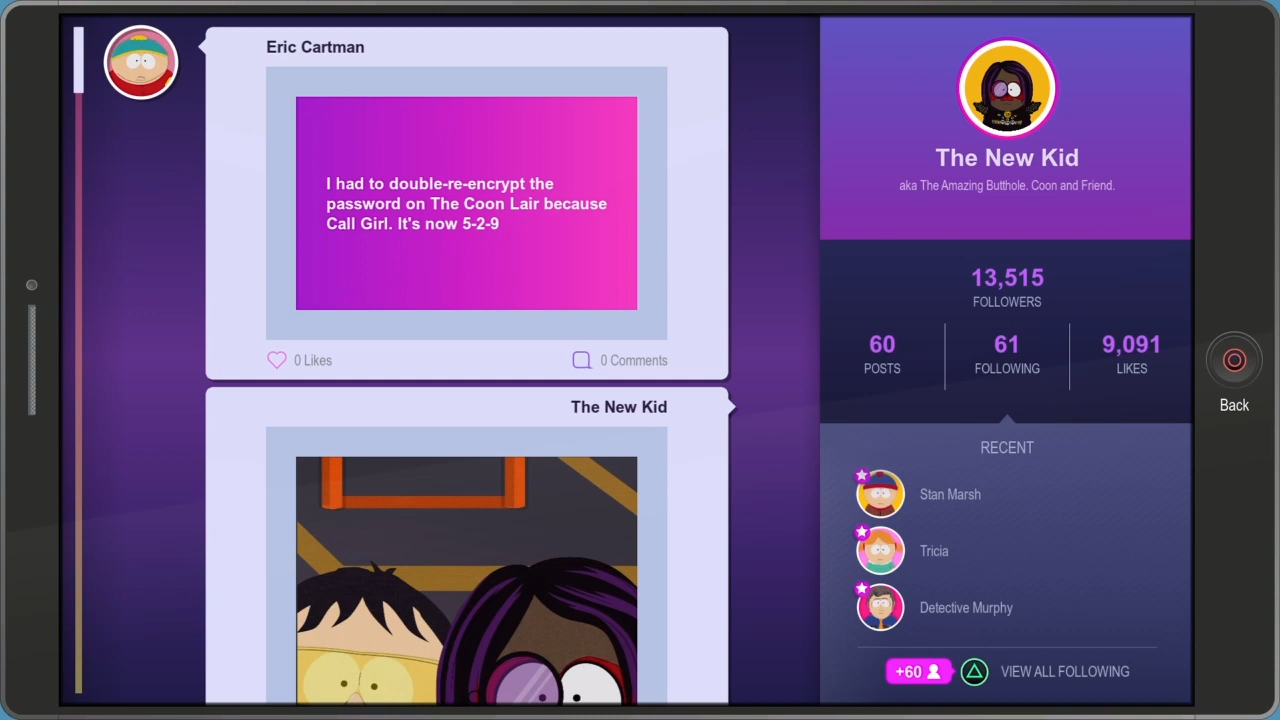 Eric Cartman
I had to double-re-encrypt the
password on The Coon Lair because
Call Girl. It's now 5-2-9
0 Likes
0 Comments
The New Kid
The New Kid
aka The Amazing Butthole. Coon and Friend.
13,515
FOLLOWERS
60
POSTS
61
FOLLOWING
9,091
LIKES
RECENT
Stan Marsh
Tricia
Detective Murphy
+60
VIEW ALL FOLLOWING
Back